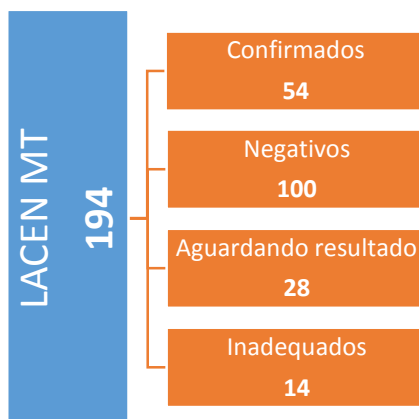 LACEN MT
194
Confirmados
54
Negativos
100
Aguardando resultado
28
Inadequados
14